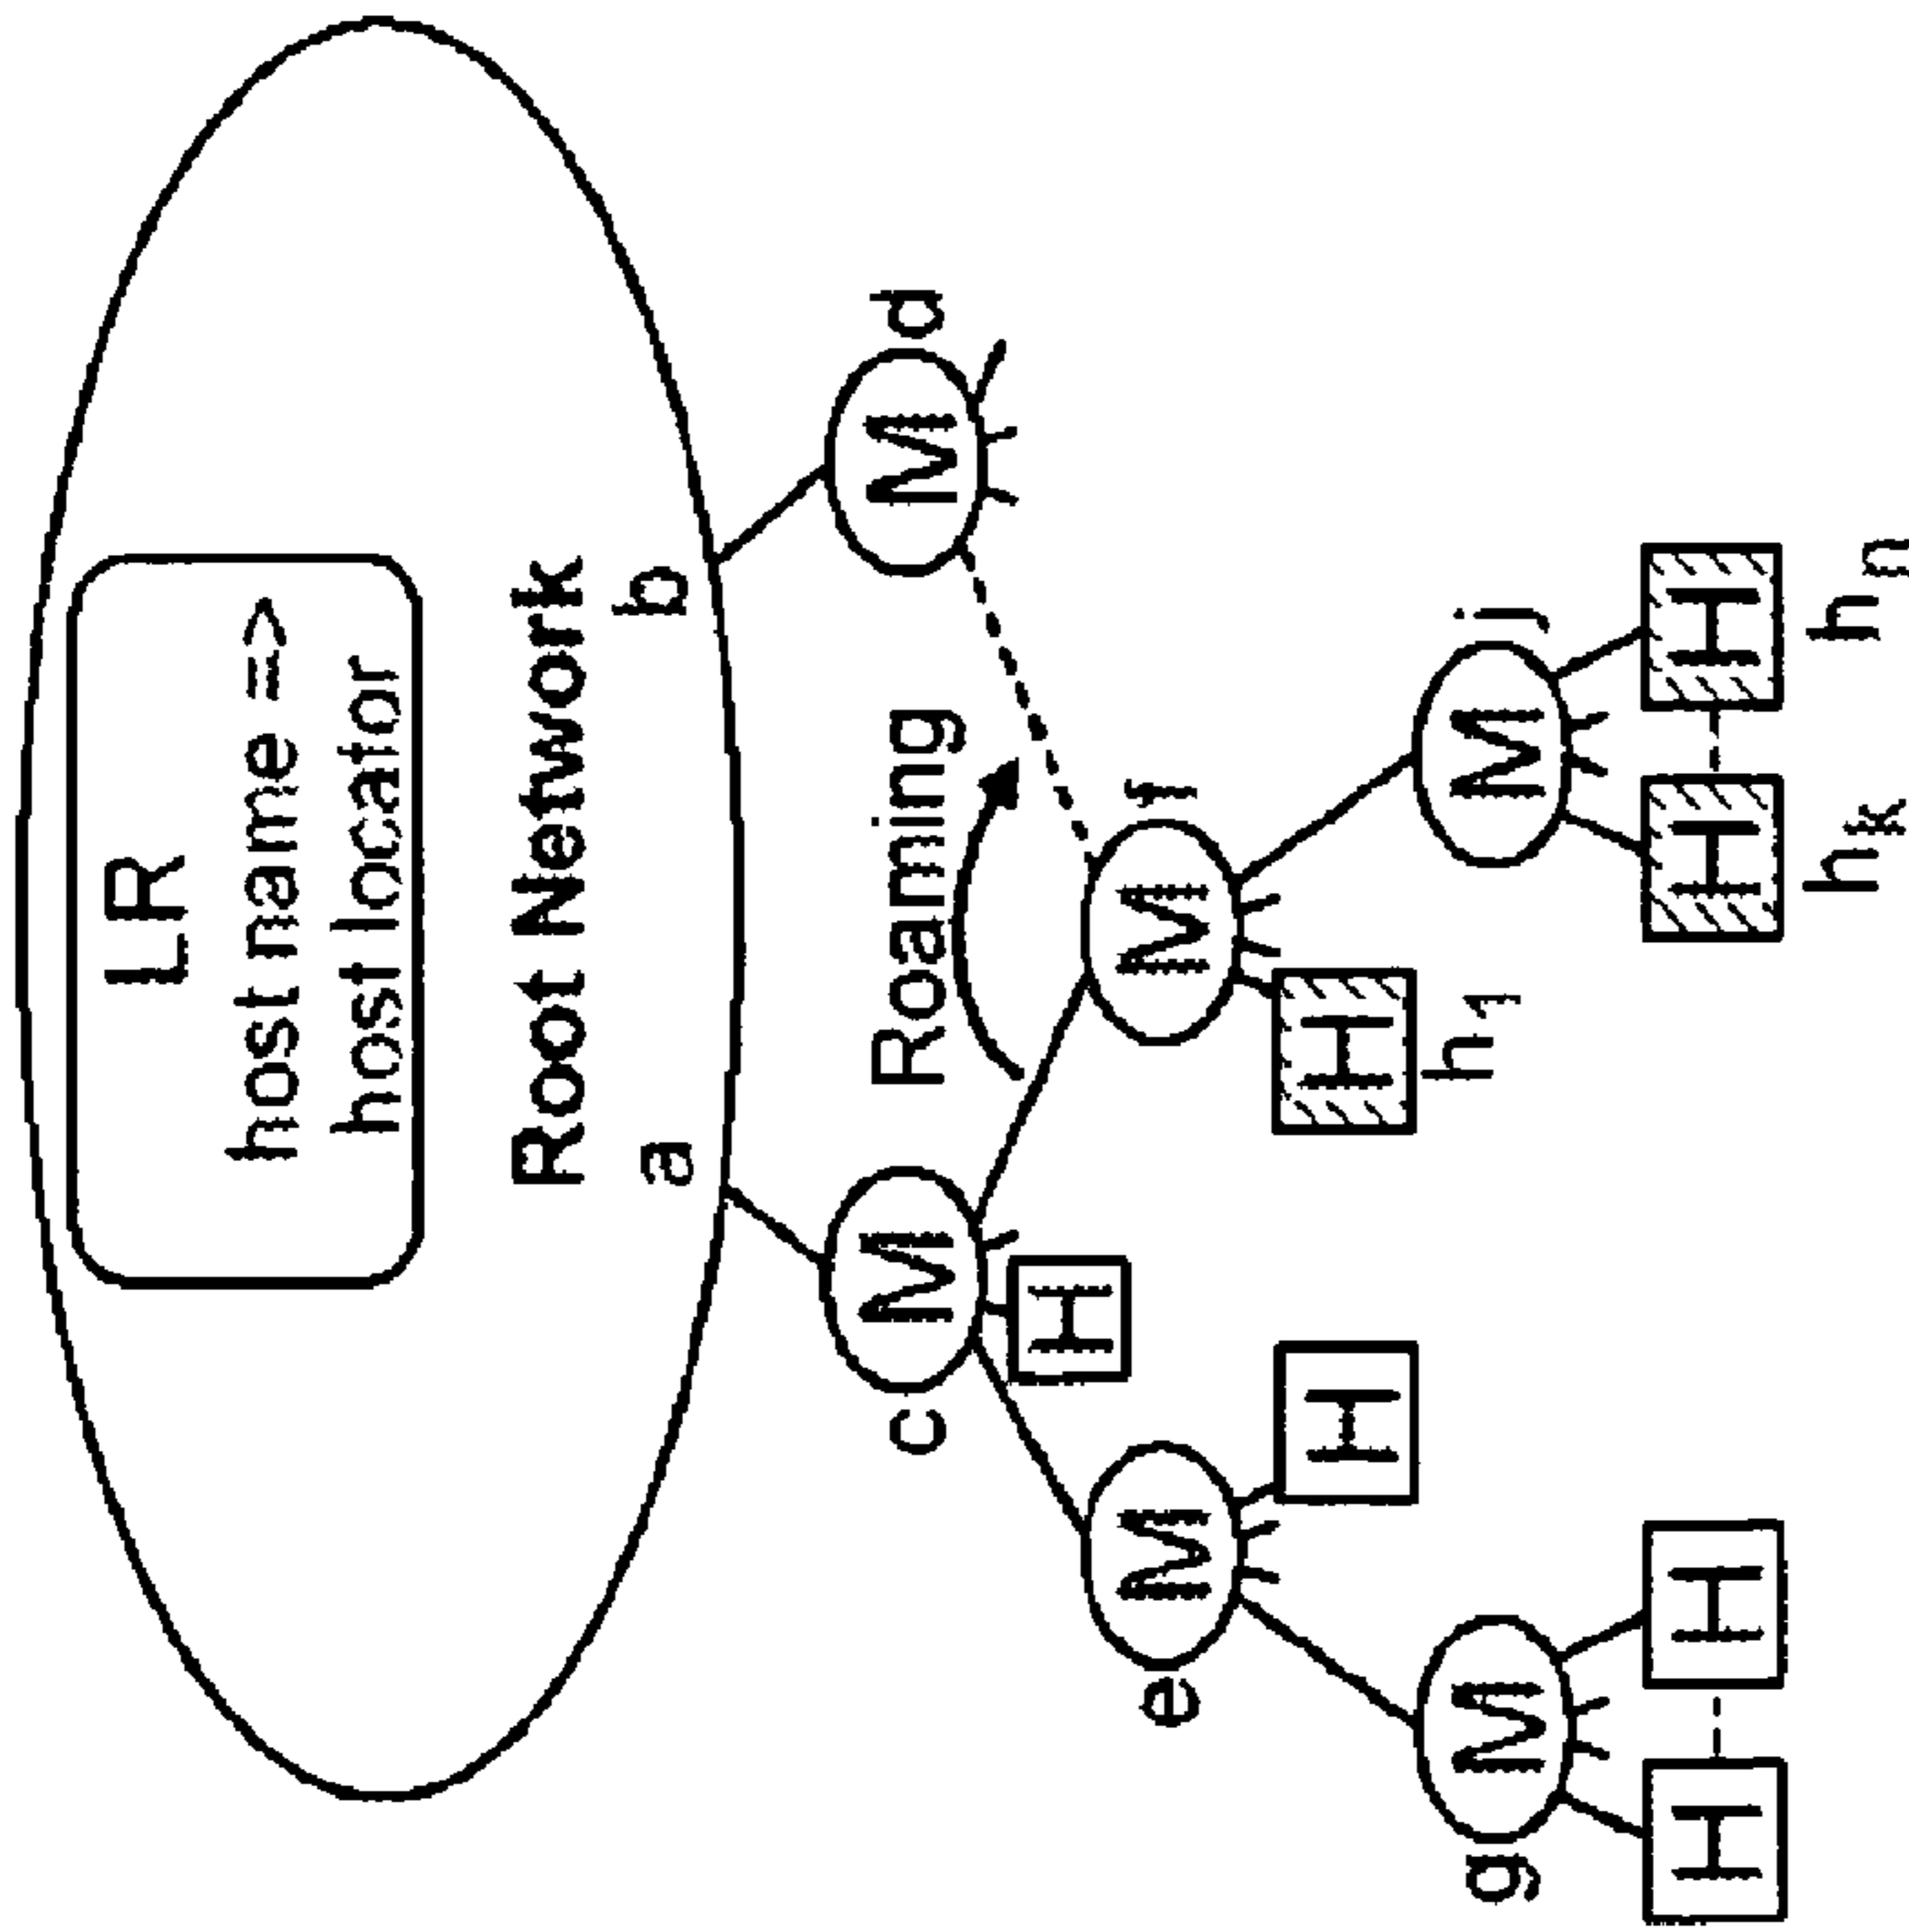 LR
host name =>
host locator
Root Network
a
b
c
M
M
d
Roaming
H
e
M
M
f
H
H
h1
g
M
M
j
H
H
H
H
hk
hn